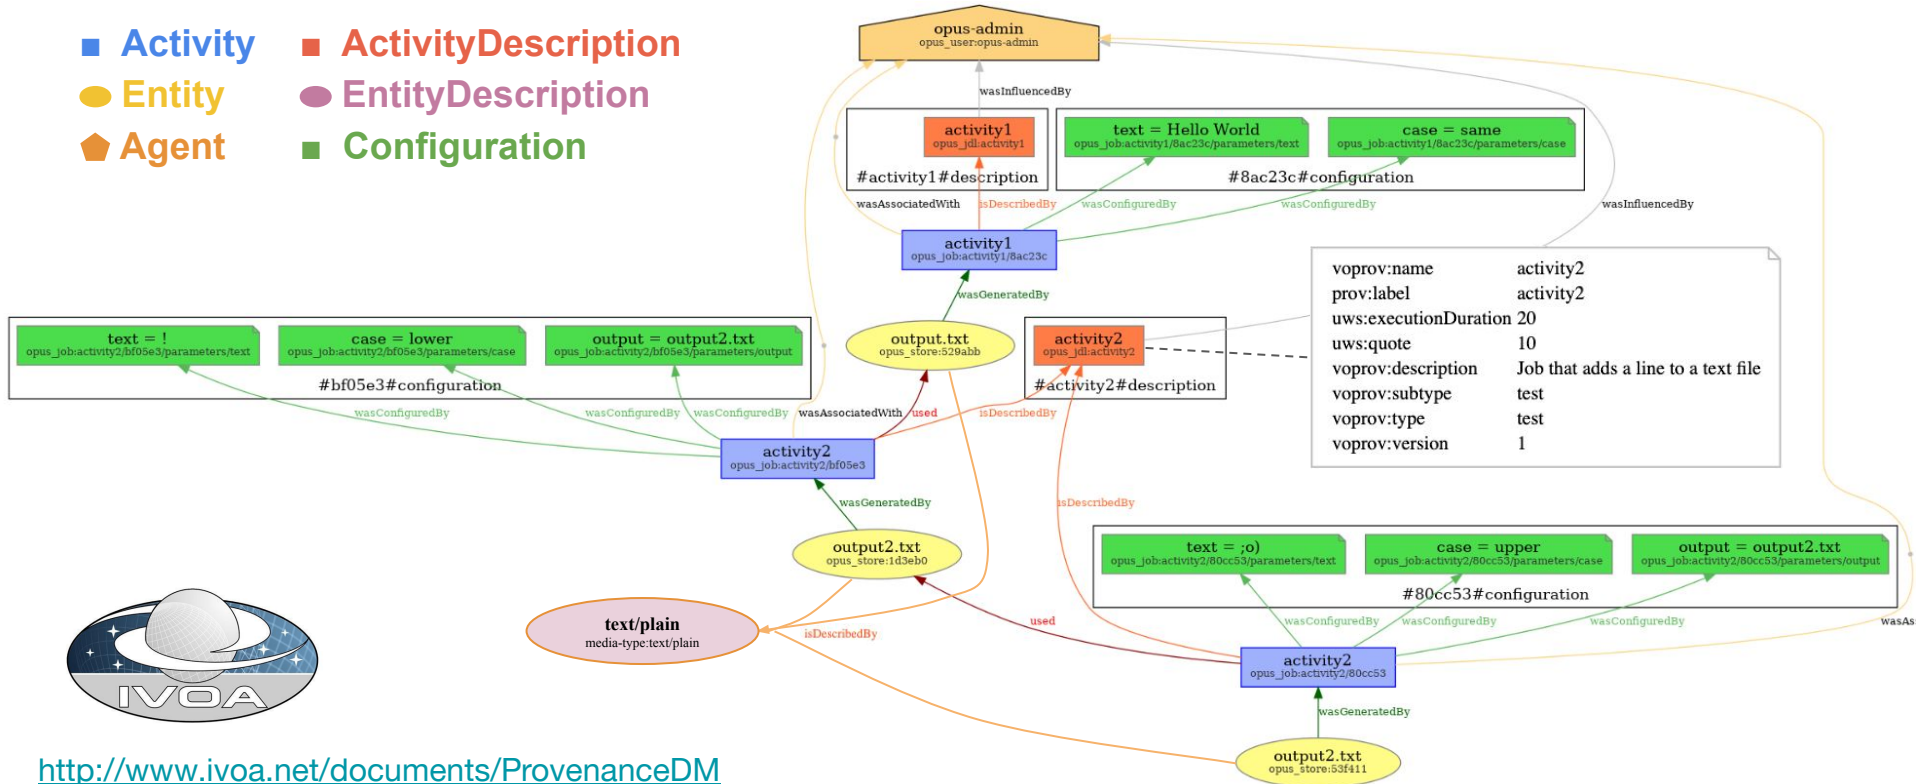 Activity
ActivityDescription
Entity
EntityDescription
Agent
Configuration
opus-admin
opus_user:opus-admin
wasInfluencedBy
activity1
opus_jdl:activity1
#activity1#description
text = Hello World
opus_job:activity1/8ac23c/parameters/text
case = same
opus_job:activity1/8ac23c/parameters/case
#8ac23c#configuration
wasAssociatedWith
isDescribedBy
wasConfiguredBy
wasConfiguredBy
wasInfluencedBy
activity1
opus_job:activity1/8ac23c
wasGeneratedBy
voprov:name activity2
prov:label activity2
uws:executionDuration 20
uws:quote 10
voprov:description Job that adds a line to a text file
voprov:subtype test
voprov:type test
voprov:version 1
text = !
opus_job:activity2/bf05e3/parameters/text
case = lower
opus_job:activity2/bf05e3/parameters/case
output = output2.txt
opus_job:activity2/bf05e3/parameters/output
#bf05e3#configuration
output.txt
opus_store:529abb
activity2
opus_jdl:activity2
#activity2#description
wasConfiguredBy
wasConfiguredBy
wasConfiguredBy
wasAssociatedWith
used
isDescribedBy
activity2
opus_job:activity2/bf05e3
wasGeneratedBy
isDescribedBy
output2.txt
opus_store:1d3eb0
text = ;o)
opus_job:activity2/80cc53/parameters/text
case = upper
opus_job:activity2/80cc53/parameters/case
output = output2.txt
opus_job:activity2/80cc53/parameters/output
#80cc53#configuration
text/plain
media-type:text/plain
isDescribedBy
used
wasConfiguredBy
wasConfiguredBy
wasConfiguredBy
wasAs
activity2
opus_job:activity2/80cc53
wasGeneratedBy
output2.txt
opus_store:53f411
IVOA
http://www.ivoa.net/documents/ProvenanceDM